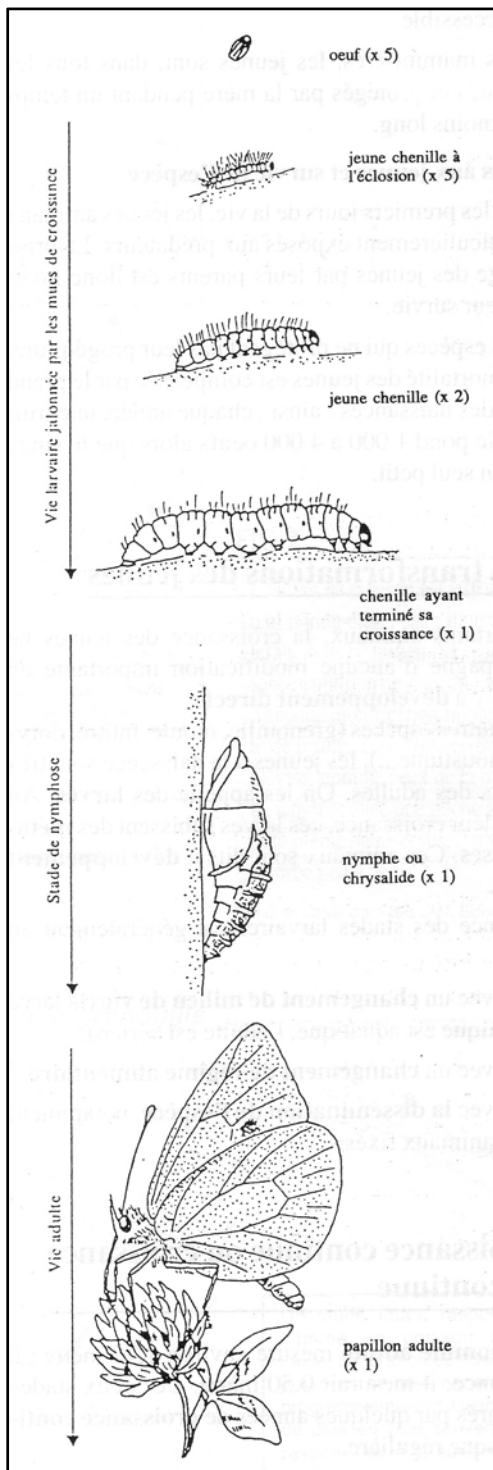 oeuf (x 5)
jeune chenille à
l'éclosion (x 5)
jeune chenille (x 2)
chenille ayant
terminé sa
croissance (x 1)
nymphe ou
chrysalide (x 1)
papillon adulte
(x 1)
Vie larvaire jalonnée par les mues de croissance
Stade de nymphose
Vie adulte